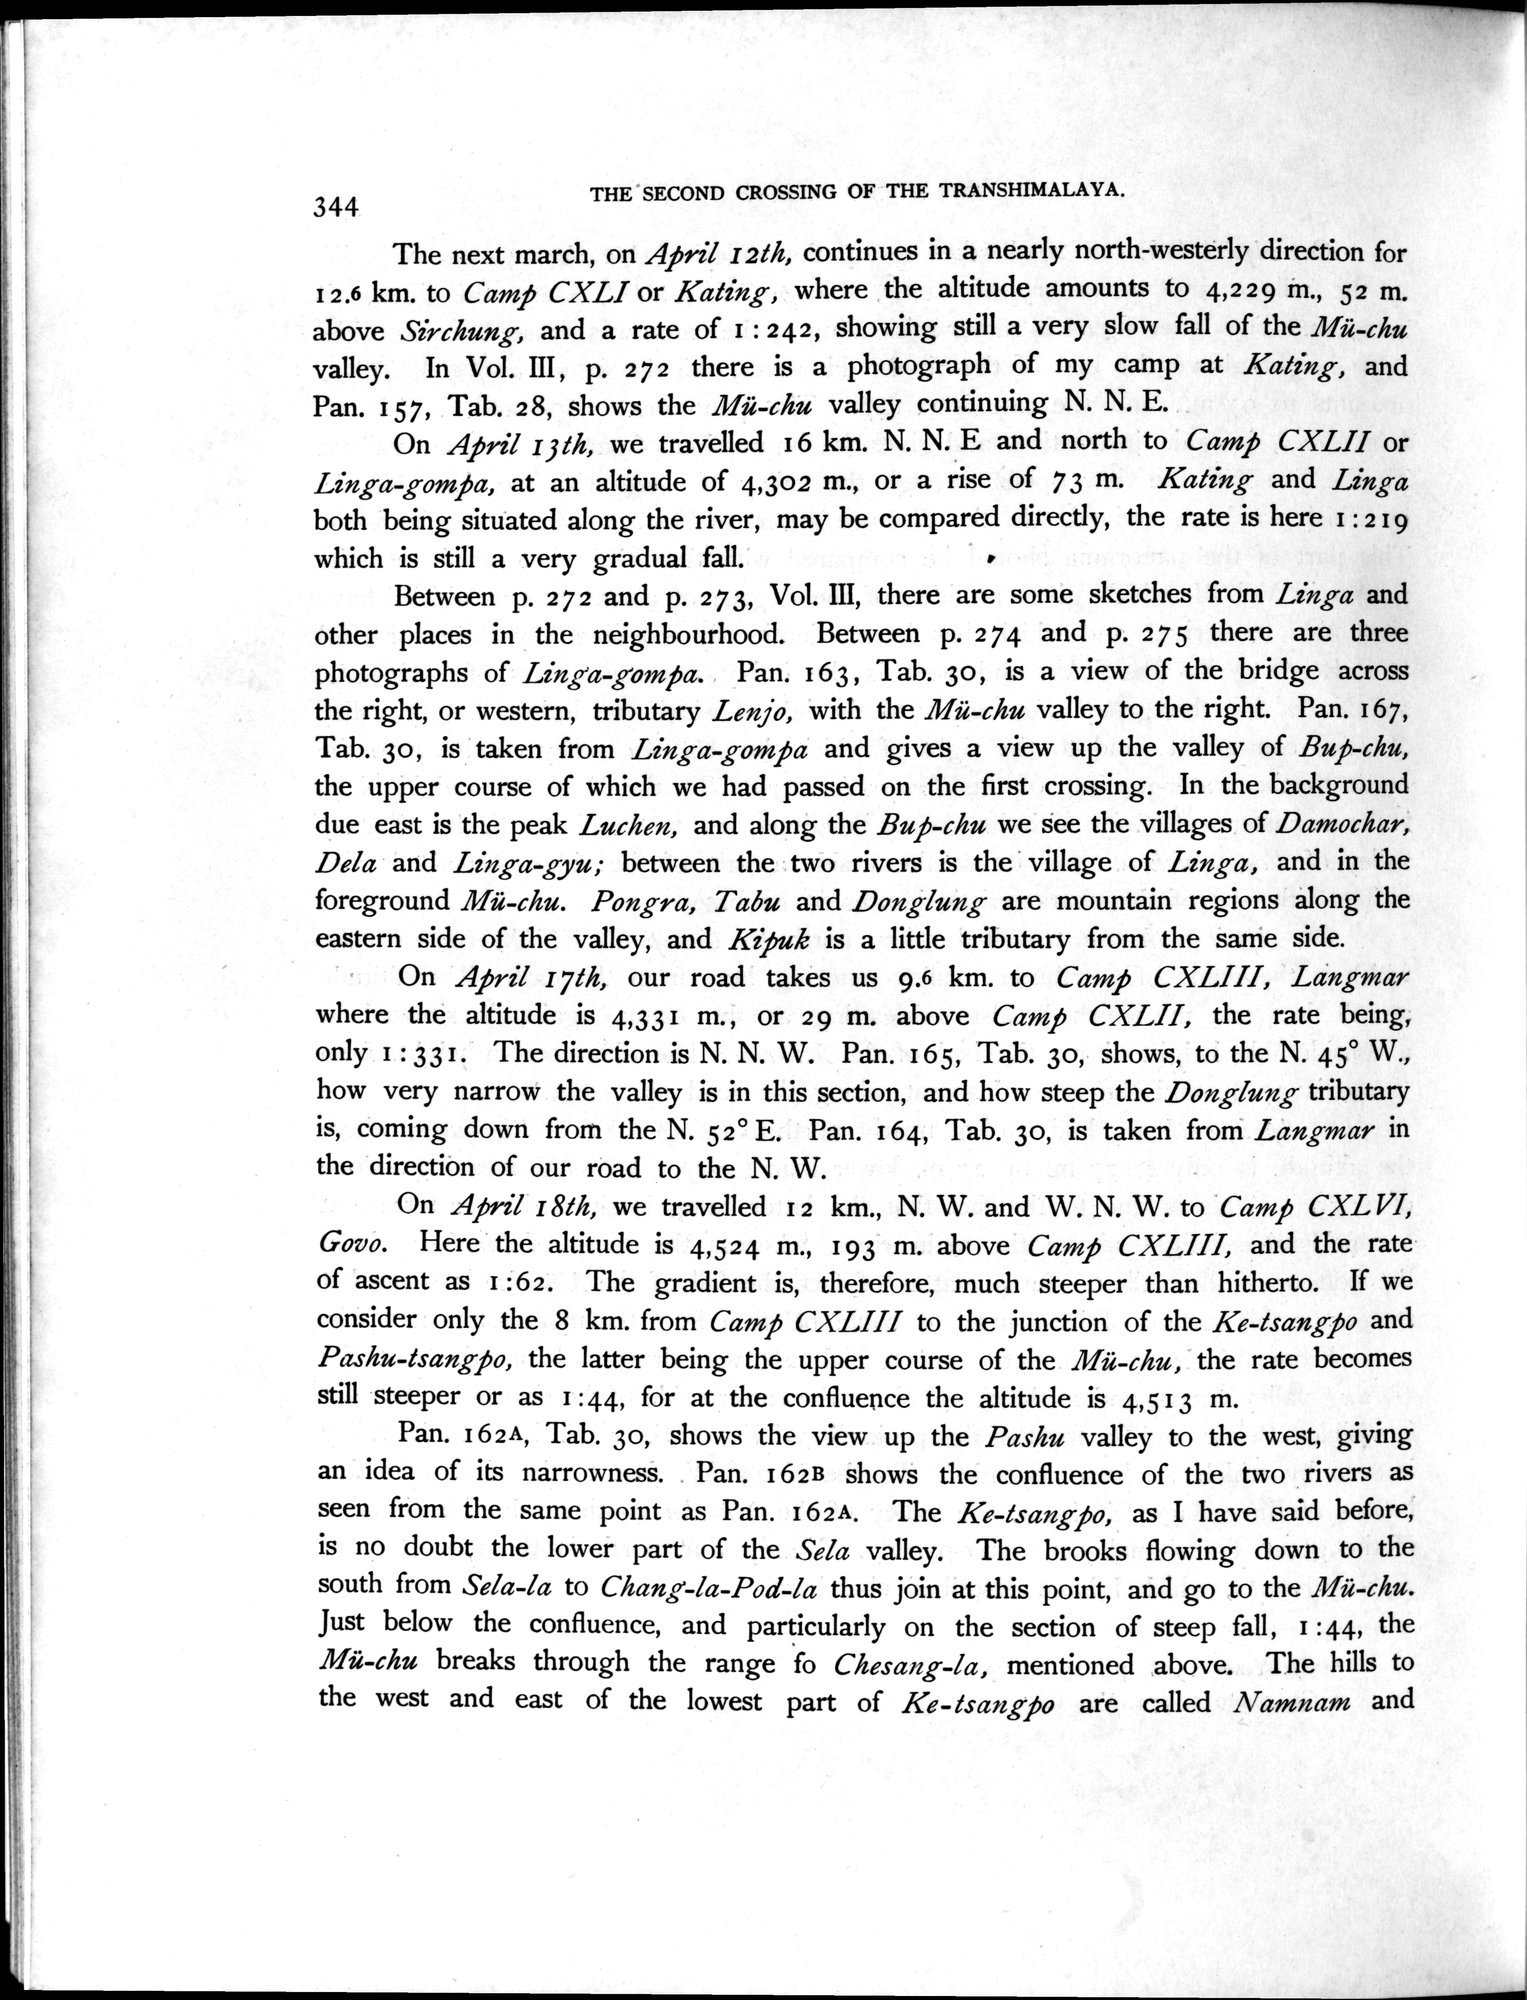 344
THE SECOND CROSSING OF THE TRANSHIMALAYA.
The next march, on April 12th, continues in a nearly north-westerly direction for
12.6 km. to Camp CXLI or Kating, where the altitude amounts to 4,229 m., 52 m.
above Sirchung, and a rate of 1 : 242, showing still a very slow fall of the Mü-chu
valley. In Vol. III, p. 272 there is a photograph of my camp at Kating, and
Pan. 157, Tab. 28, shows the Mü-chu valley continuing N. N. E.
On April 13th, we travelled 16 km. N. N. E and north to Camp CXLII or
Linga-gompa, at an altitude of 4,302 m., or a rise of 73 m. Kating and Linga
both being situated along the river, may be compared directly, the rate is here 1 : 219
which is still a very gradual fall.
Between p. 272 and p. 273, Vol. III, there are some sketches from Linga and
other places in the neighbourhood. Between p. 274 and p. 275 there are three
photographs of Linga-gompa. Pan. 163, Tab. 30, is a view of the bridge across
the right, or western, tributary Lenjo, with the Mü-chu valley to the right. Pan. 167,
Tab. 30, is taken from Linga-gompa and gives a view up the valley of Bup-chu,
the upper course of which we had passed on the first crossing. In the background
due east is the peak Luchen, and along the Bup-chu we see the villages of Damochar,
Dela and Linga-gyu; between the two rivers is the village of Linga, and in the
foreground Mü-chu. Pongra, Tabu and Donglung are mountain regions along the
eastern side of the valley, and Kipuk is a little tributary from the same side.
On April 17th, our road takes us 9.6 km. to Camp CXLIII, Langmar
where the altitude is 4,331 m., or 29 m. above Camp CXLII, the rate being,
only 1 : 331. The direction is N. N. W. Pan. 165, Tab. 30, shows, to the N. 45° W.,
how very narrow the valley is in this section, and how steep the Donglung tributary
is, coming down from the N. 52° E. Pan. 164, Tab. 30, is taken from Langmar in
the direction of our road to the N. W.
On April 18th, we travelled 12 km., N. W. and W. N. W. to Camp CXLVI,
Govo. Here the altitude is 4,524 m., 193 m. above Camp CXLIII, and the rate
of ascent as 1 : 62. The gradient is, therefore, much steeper than hitherto. If we
consider only the 8 km. from Camp CXLIII to the junction of the Ke-tsangpo and
Pashu-tsangpo, the latter being the upper course of the Mü-chu, the rate becomes
still steeper or as 1 : 44, for at the confluence the altitude is 4,513 m.
Pan. 162A, Tab. 30, shows the view up the Pashu valley to the west, giving
an idea of its narrowness. Pan. 162B shows the confluence of the two rivers as
seen from the same point as Pan. 162A. The Ke-tsangpo, as I have said before,
is no doubt the lower part of the Sela valley. The brooks flowing down to the
south from Sela-la to Chang-la-Pod-la thus join at this point, and go to the Mü-chu.
Just below the confluence, and particularly on the section of steep fall, 1 : 44, the
Mü-chu breaks through the range fo Chesang-la, mentioned above. The hills to
the west and east of the lowest part of Ke-tsangpo are called Namnam and